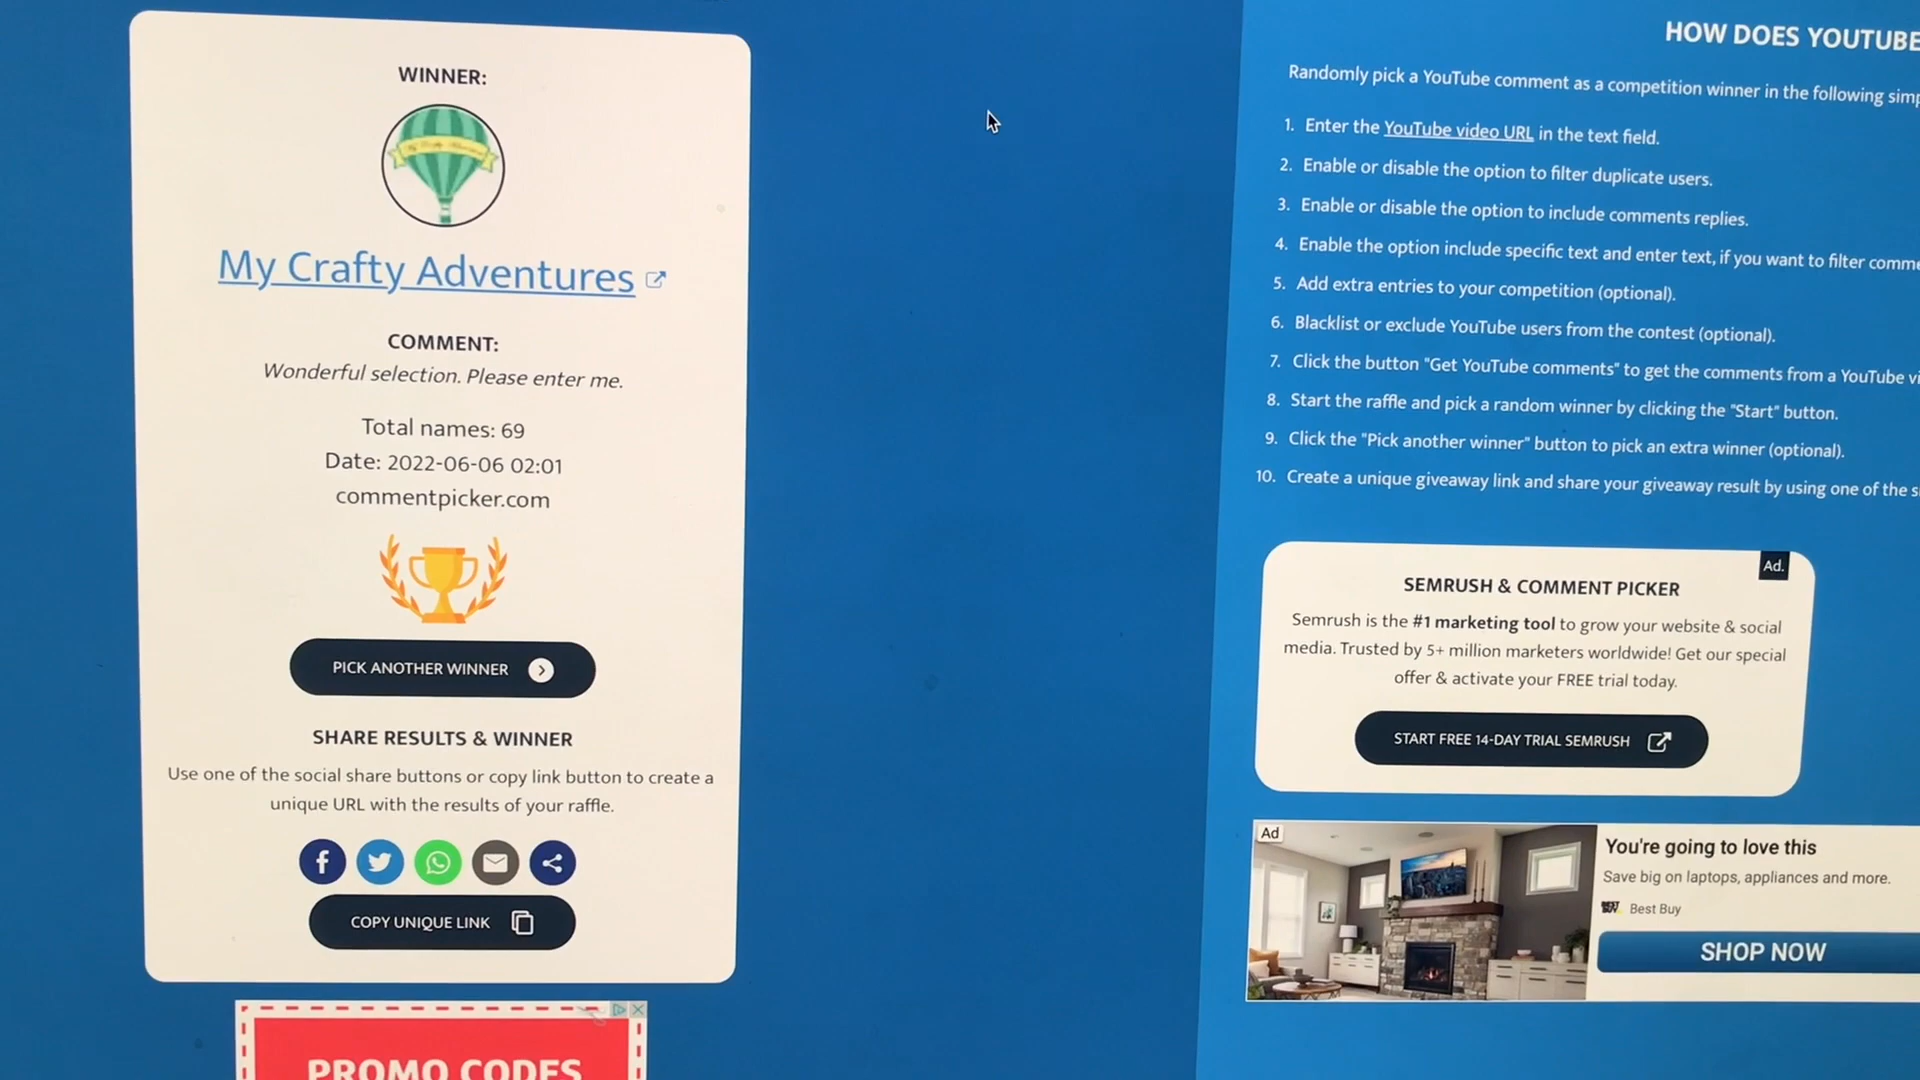 WINNER:
My Crafty Adventures
COMMENT:
Wonderful selection. Please enter me.
Total names: 69
Date: 2022-06-06 02:01
commentpicker.com
PICK ANOTHER WINNER
SHARE RESULTS & WINNER
Use one of the social share buttons or copy link button to create a
unique URL with the results of your raffle.
COPY UNIQUE LINK
PROMO CODES
HOW DOES YOUTUBE
Randomly pick a YouTube comment as a competition winner in the following
1. Enter the YouTube video URL in the text field.
2. Enable or disable the option to filter duplicate users.
3. Enable or disable the option to include comments replies.
4. Enable the option include specific text and enter text, if you want to filter
5. Add extra entries to your competition (optional).
6. Blacklist or exclude YouTube users from the contest (optional).
7. Click the button "Get YouTube comments" to get the comments from a YouTube
8. Start the raffle and pick a random winner by clicking the "Start" button.
9. Click the "Pick another winner" button to pick an extra winner (optional).
10. Create a unique giveaway link and share your giveaway result by using one of the
Ad.
SEMRUSH & COMMENT PICKER
Semrush is the #1 marketing tool to grow your website & social
media. Trusted by 5+ million marketers worldwide! Get our special
offer & activate your FREE trial today.
START FREE 14-DAY TRIAL SEMRUSH
Ad
You're going to love this
Save big on laptops, appliances and more.
BEST BUY
Best Buy
SHOP NOW